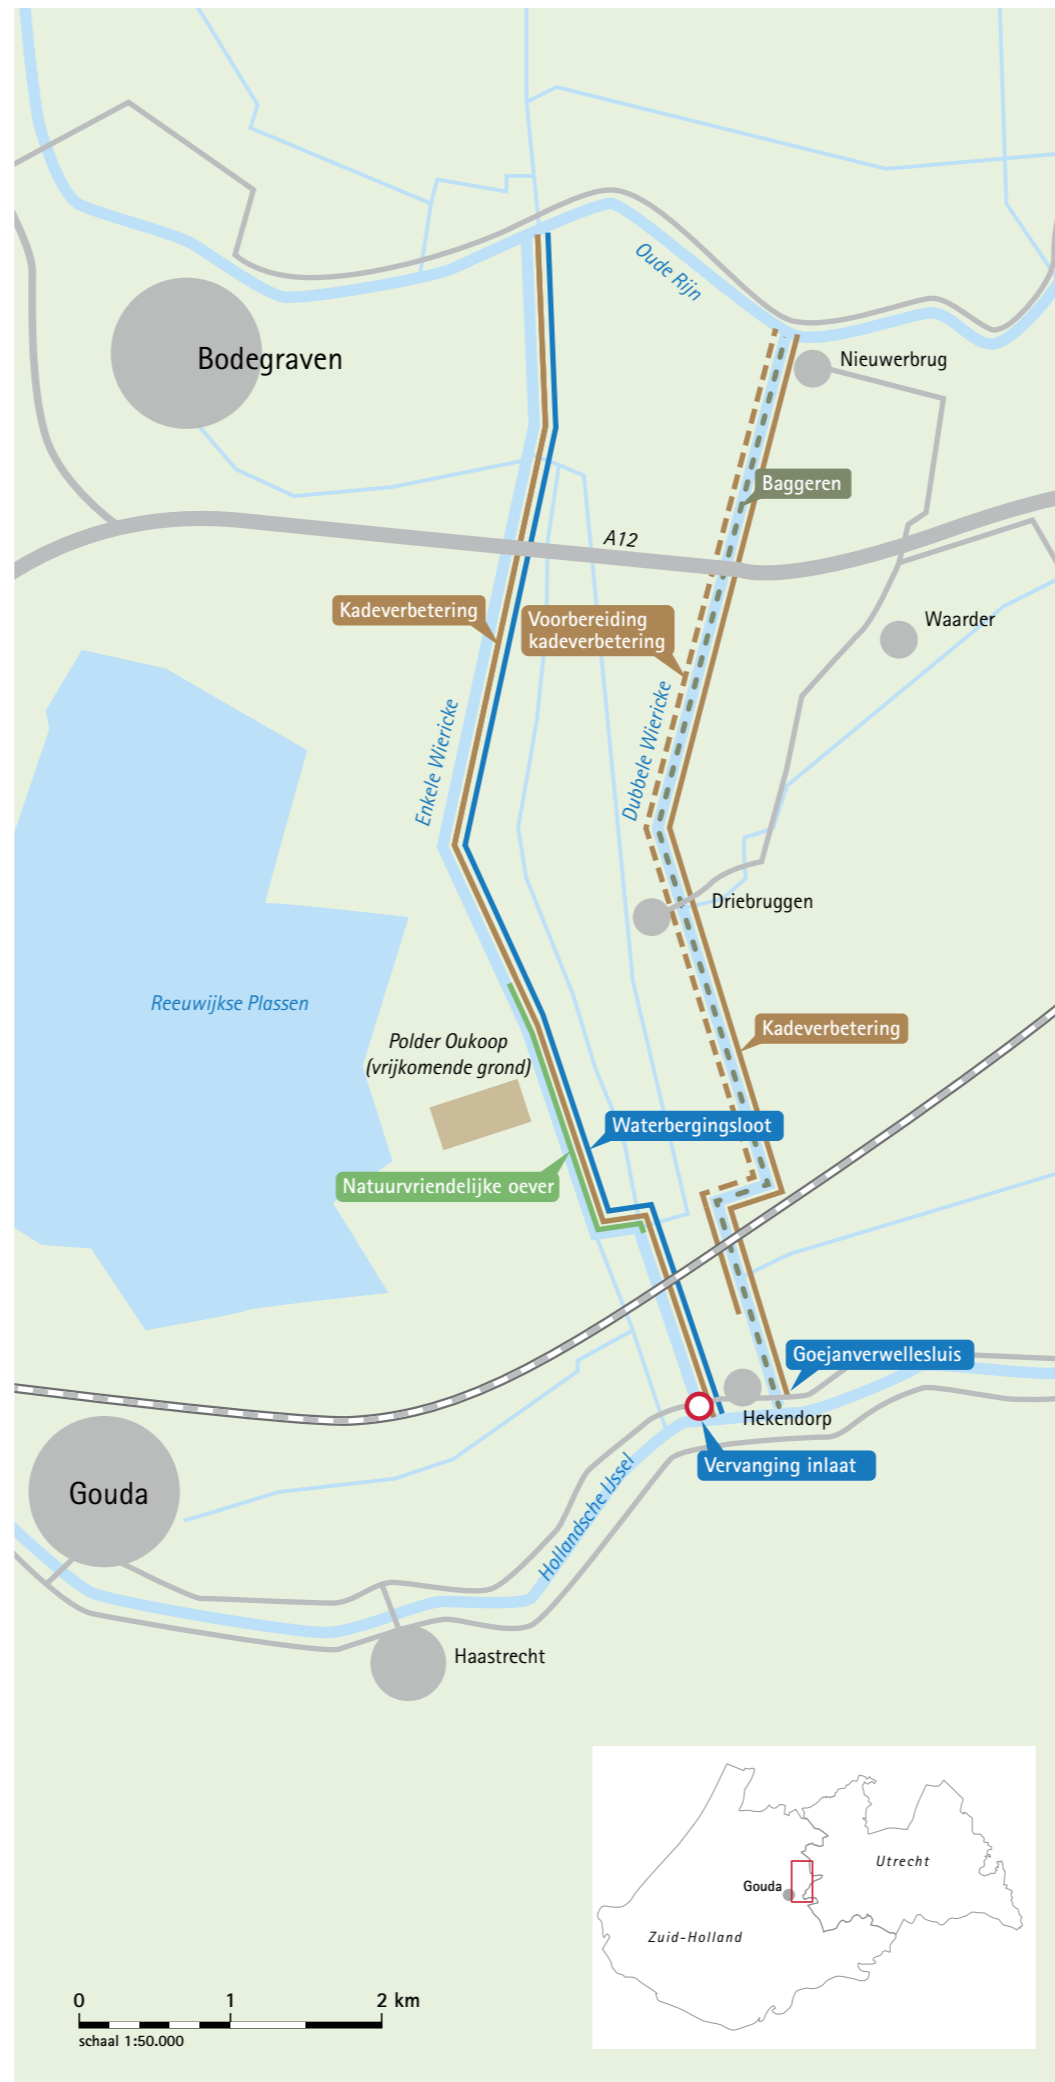 Oude Rijn
Bodegraven
Nieuwerbrug
Baggeren
A12
Kadeverbetering
Voorbereiding
kadeverbetering
Waarder
Enkele Wiericke
Dubbele Wiericke
Driebruggen
Reeuwijkse Plassen
Polder Oukoop
(vrijkomende grond)
Kadeverbetering
Waterbergingsloot
Natuurvriendelijke oever
Goejanverwellesluis
Hekendorp
Vervanging inlaat
Gouda
Hollandsche IJssel
Haastrecht
Utrecht
Gouda
Zuid-Holland
0 1 2 km
schaal 1:50.000